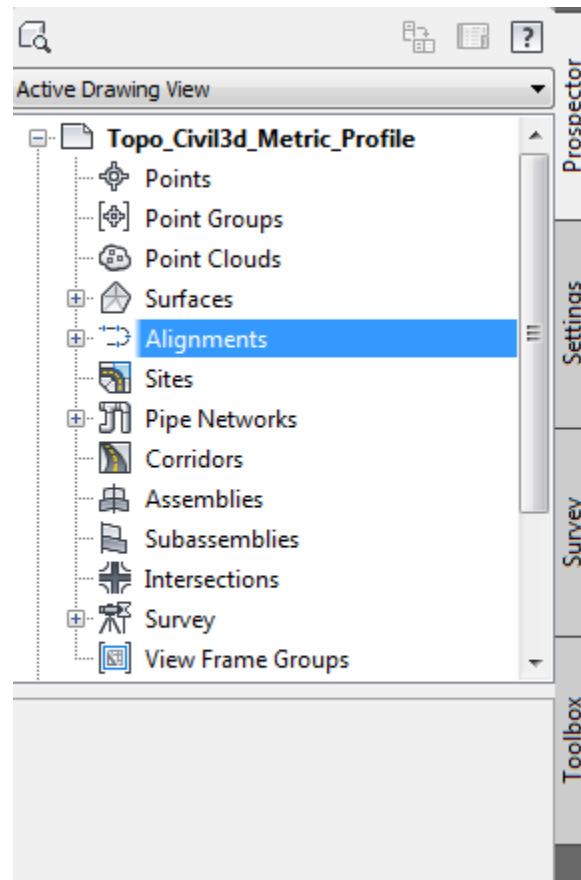 ?
Active Drawing View
Topo_Civil3d_Metric_Profile
Points
Point Groups
Point Clouds
Surfaces
Alignments
Sites
Pipe Networks
Corridors
Assemblies
Subassemblies
Intersections
Survey
View Frame Groups
Prospector
Settings
Survey
Toolbox